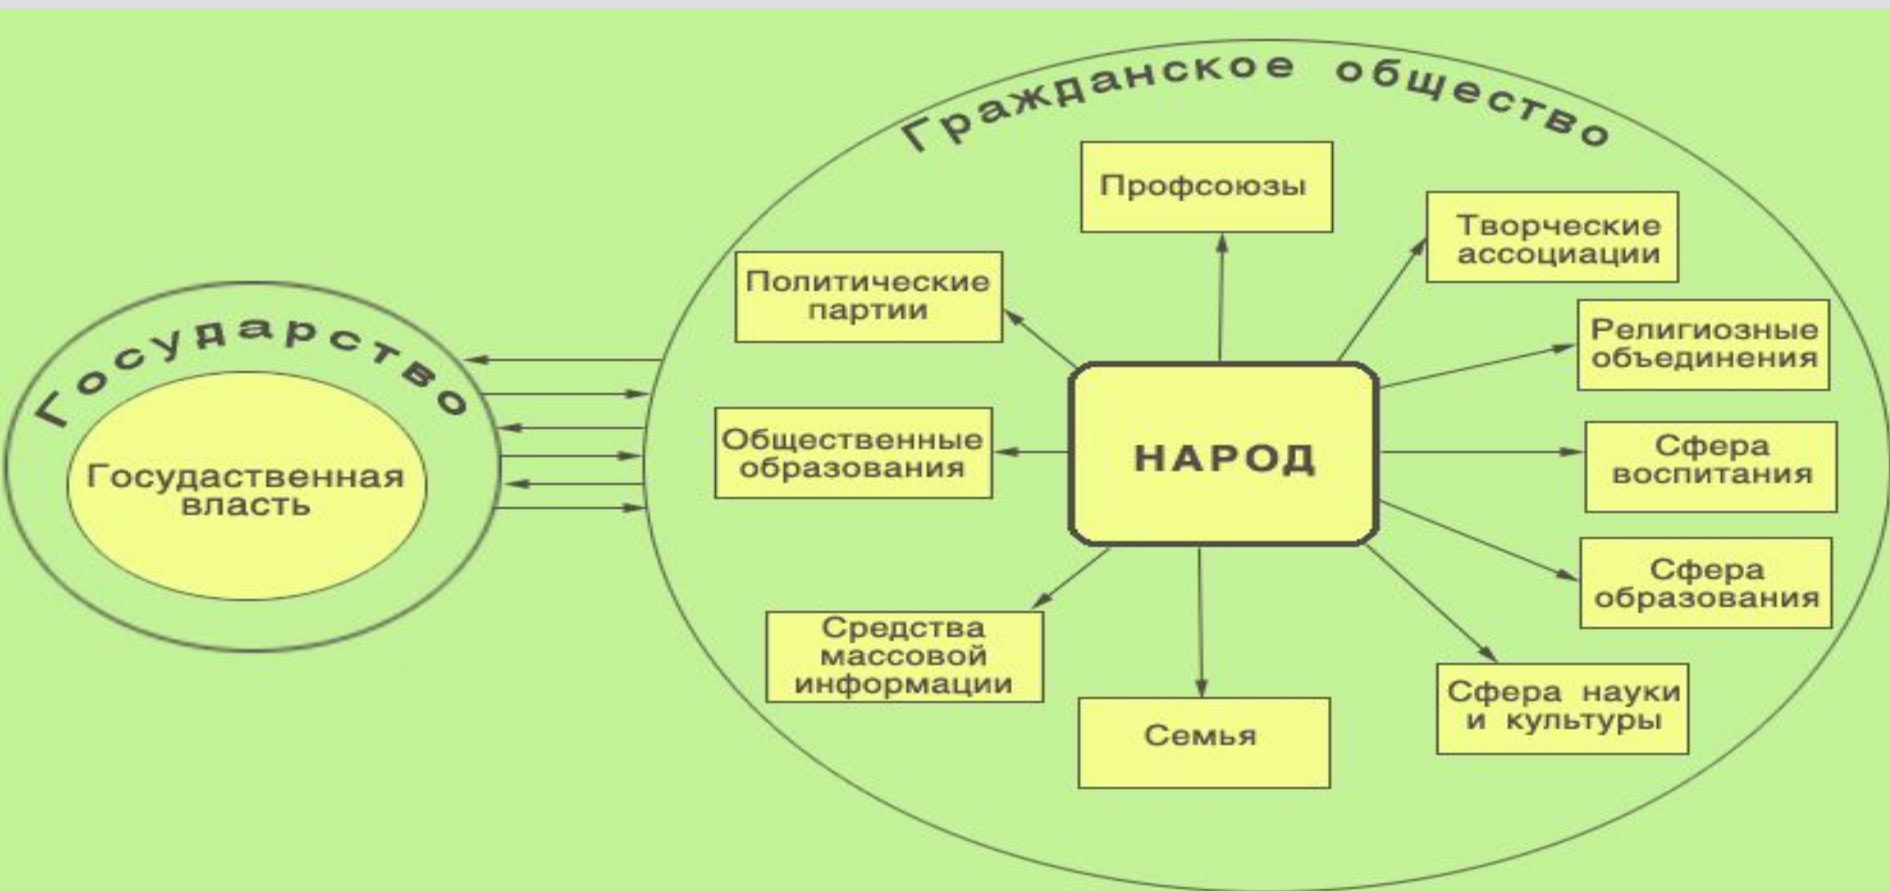 Гражданское общество
Профсоюзы
Творческие
ассоциации
Политические
партии
Религиозные
объединения
Государство
Государственная
власть
Общественные
образования
НАРОД
Сфера
воспитания
Сфера
образования
Средства
массовой
информации
Семья
Сфера науки
и культуры